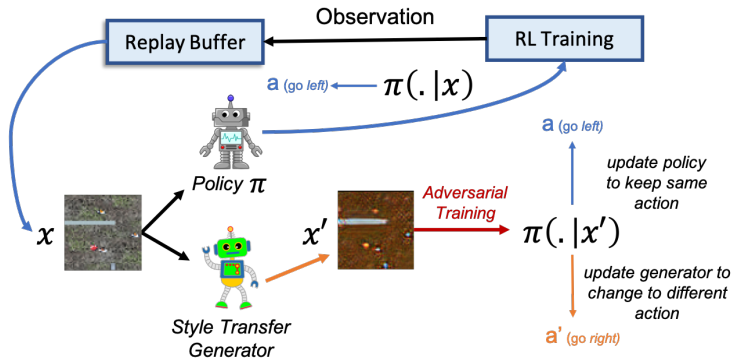 Observation
Replay Buffer
RL Training
a (go left)
π(.|x)
Policy π
a (go left)
update policy
to keep same
action
x
x′
Adversarial
Training
π(.|x′)
update generator to
change to different
action
Style Transfer
Generator
a' (go right)